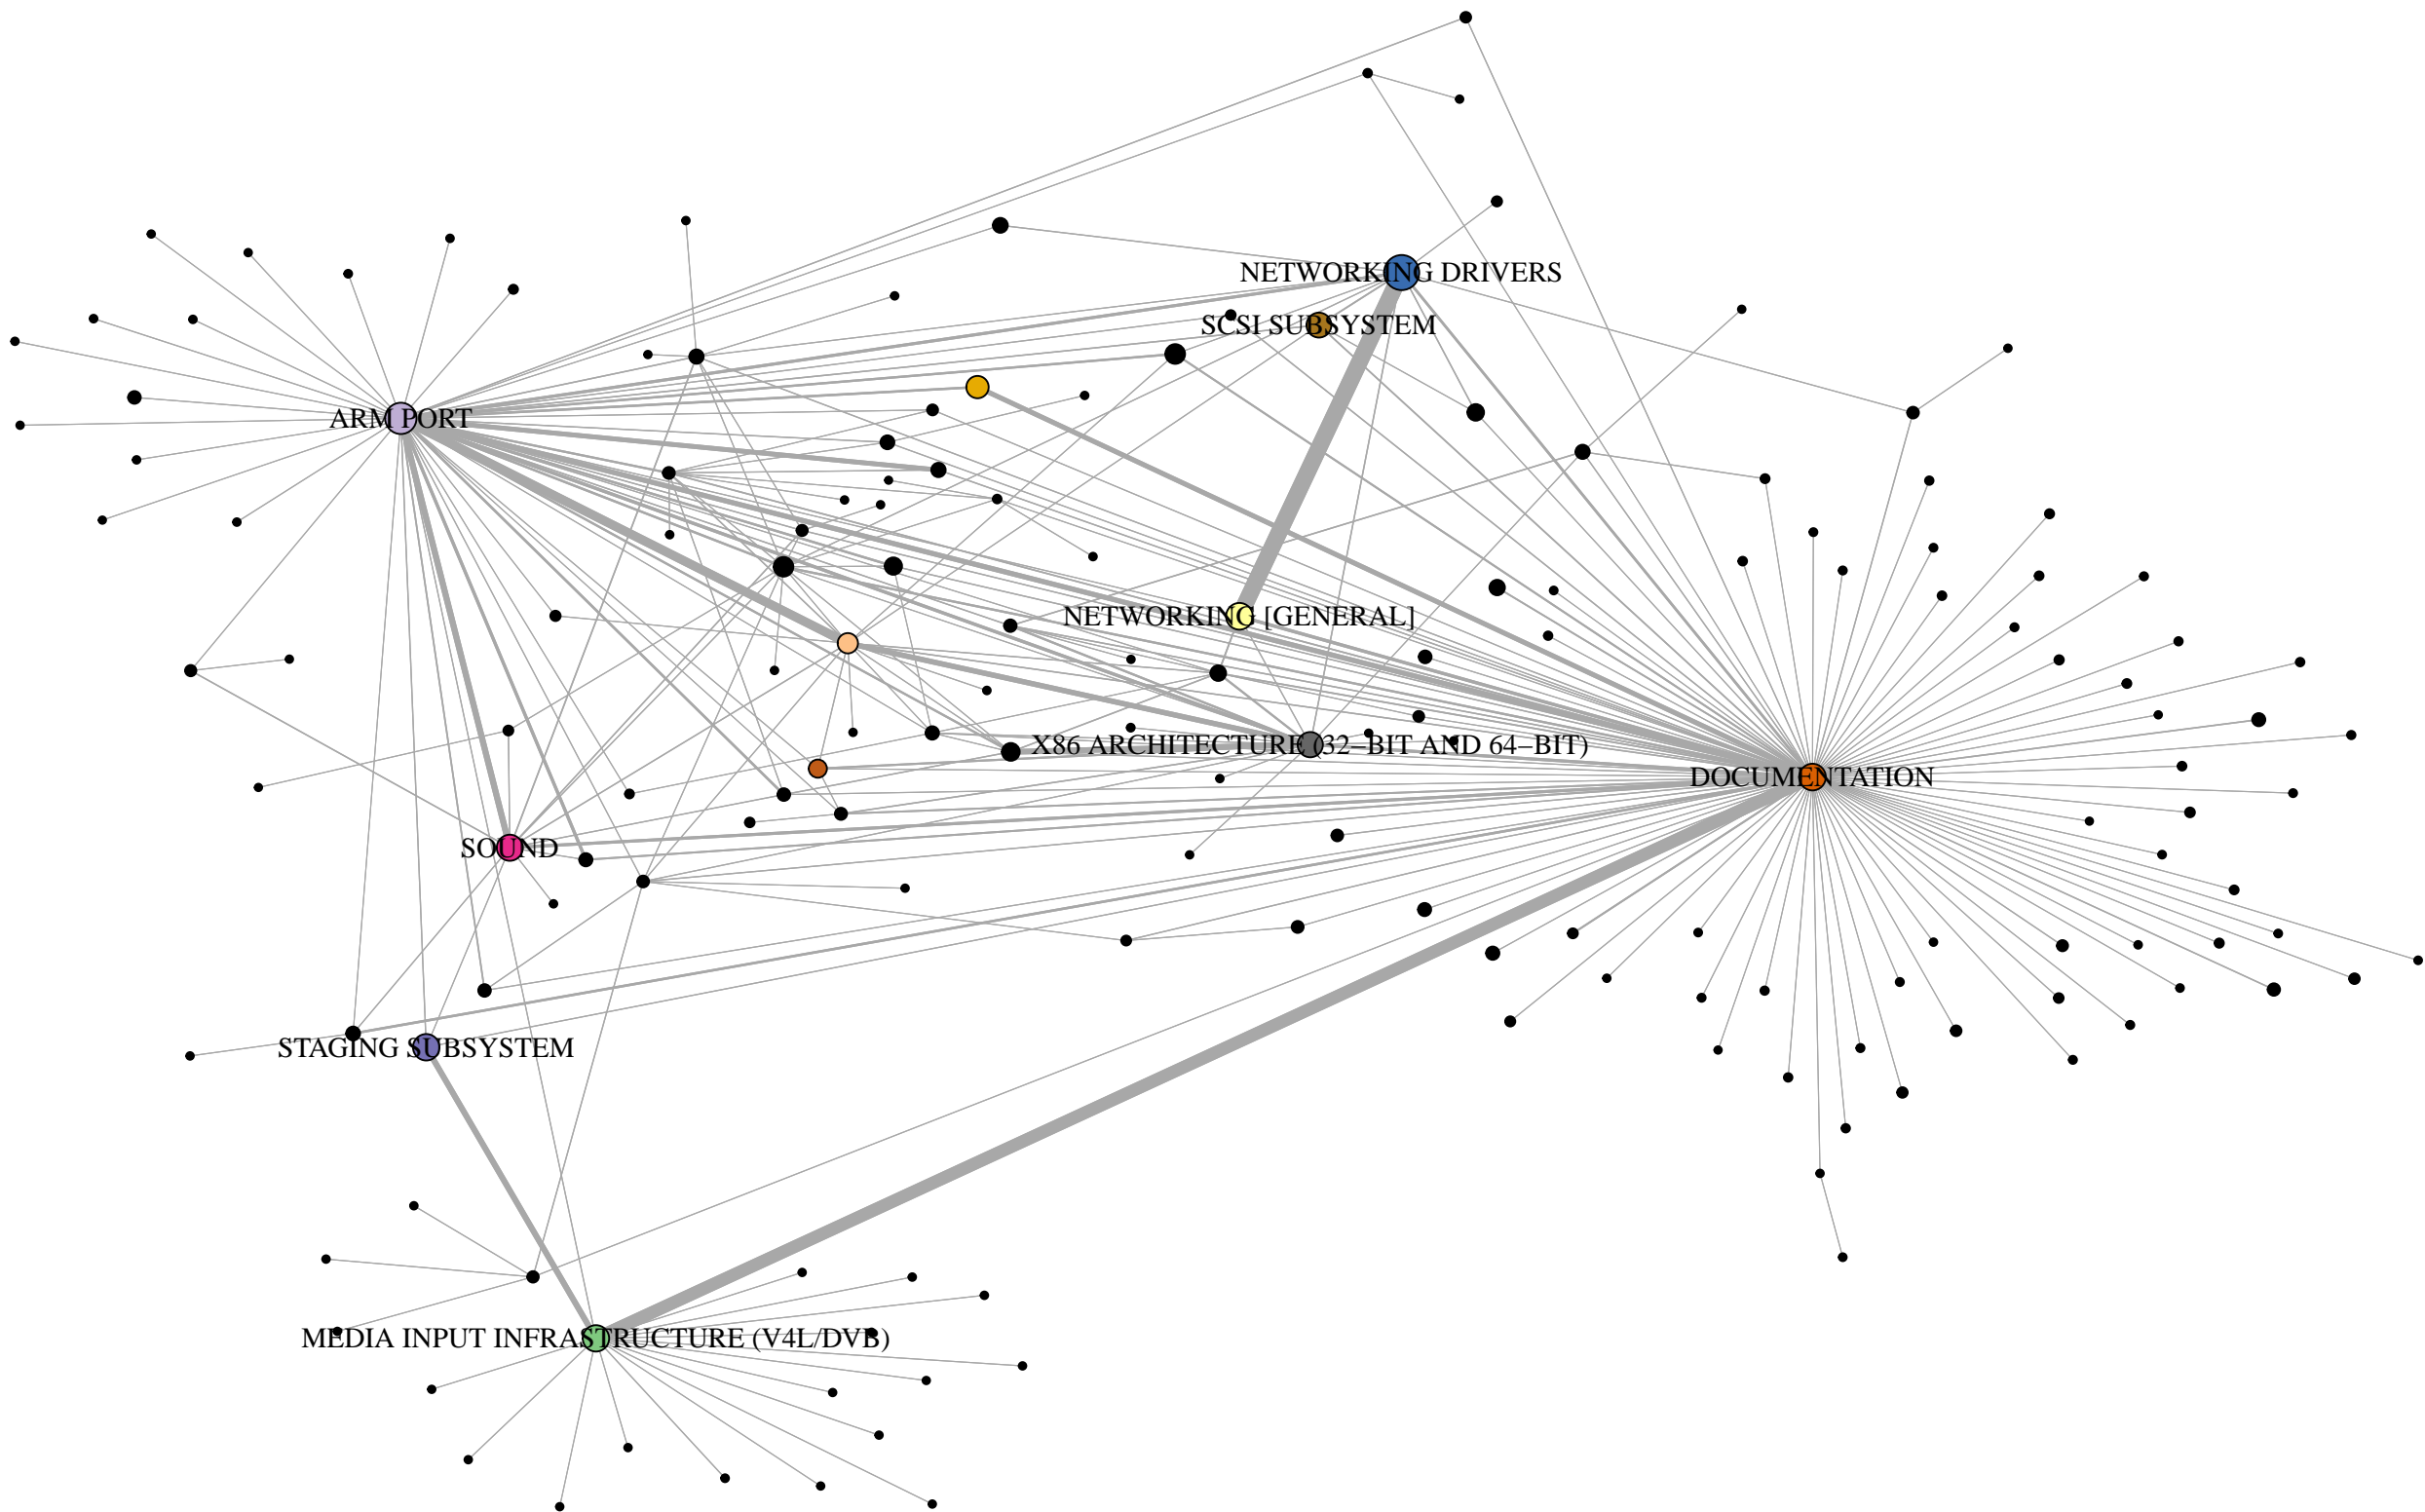 NETWORKING DRIVERS
SCSI SUBSYSTEM
ARM PORT
NETWORKING [GENERAL]
X86 ARCHITECTURE (32−BIT AND 64−BIT)
DOCUMENTATION
SOUND
STAGING SUBSYSTEM
MEDIA INPUT INFRASTRUCTURE (V4L/DVB)